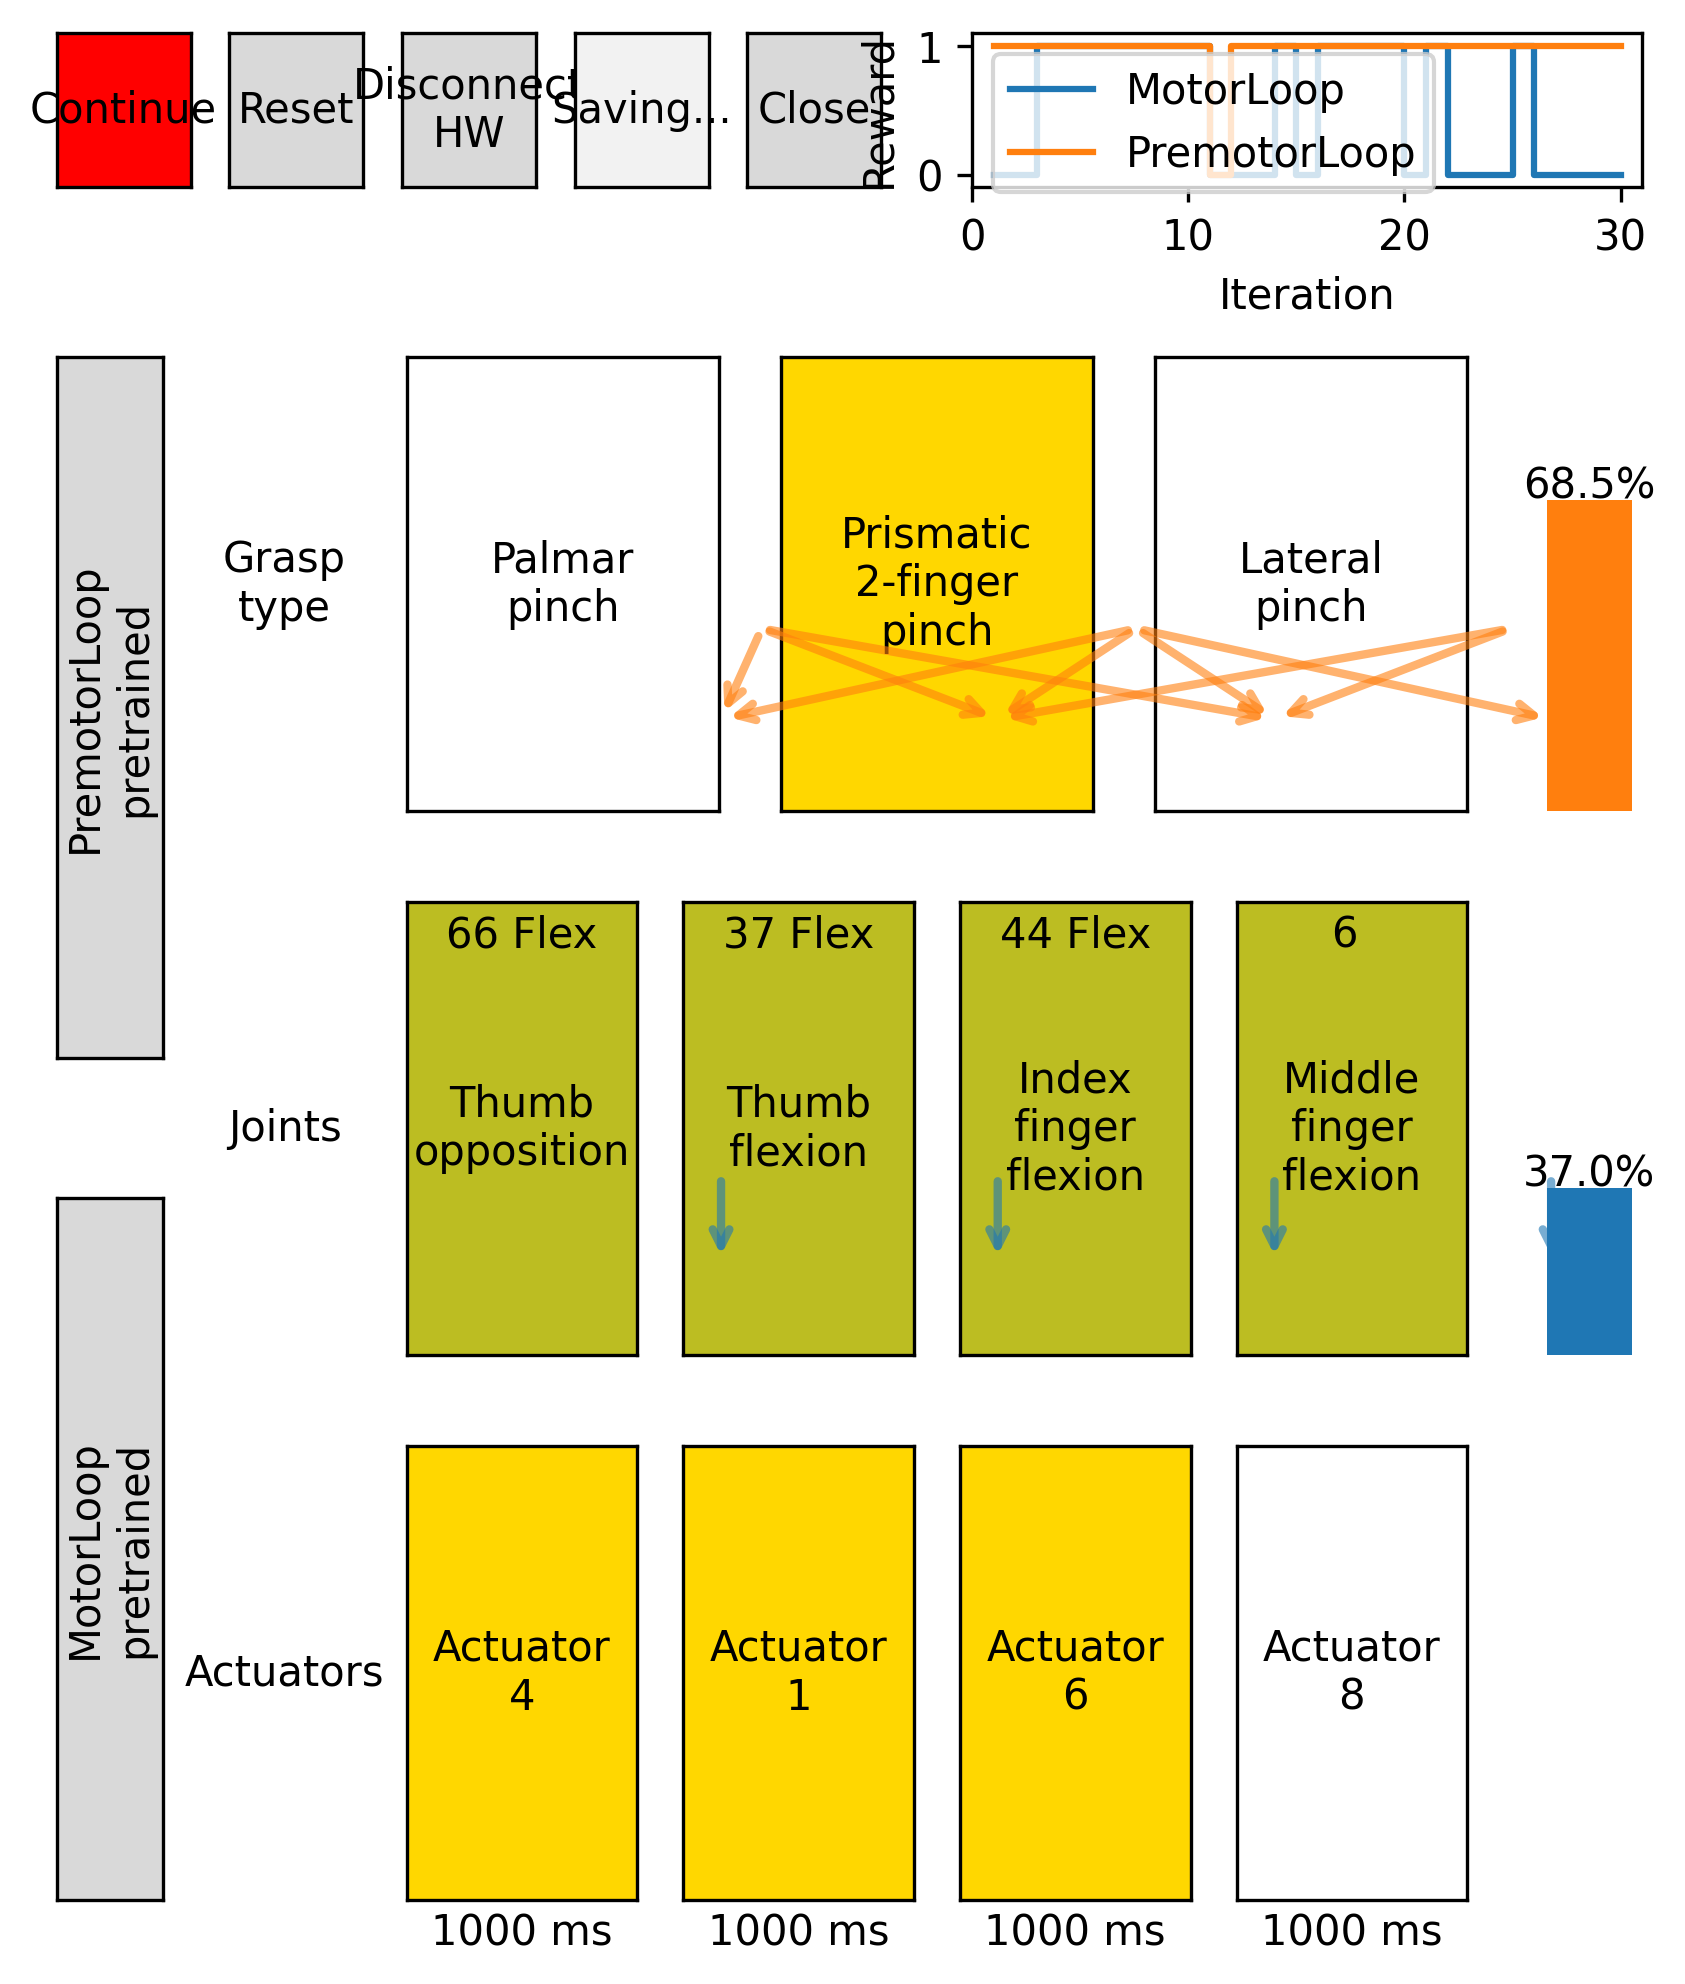 Continue
Reset
Disconnect
HW
Saving...
Close
Reward
1
0
MotorLoop
PremotorLoop
0
10
20
30
Iteration
PremotorLoop
pretrained
Grasp
type
Palmar
pinch
Prismatic
2-finger
pinch
Lateral
pinch
68.5%
Joints
66 Flex
Thumb
opposition
37 Flex
Thumb
flexion
44 Flex
Index
finger
flexion
6
Middle
finger
flexion
37.0%
MotorLoop
pretrained
Actuators
Actuator
4
Actuator
1
Actuator
6
Actuator
8
1000 ms
1000 ms
1000 ms
1000 ms